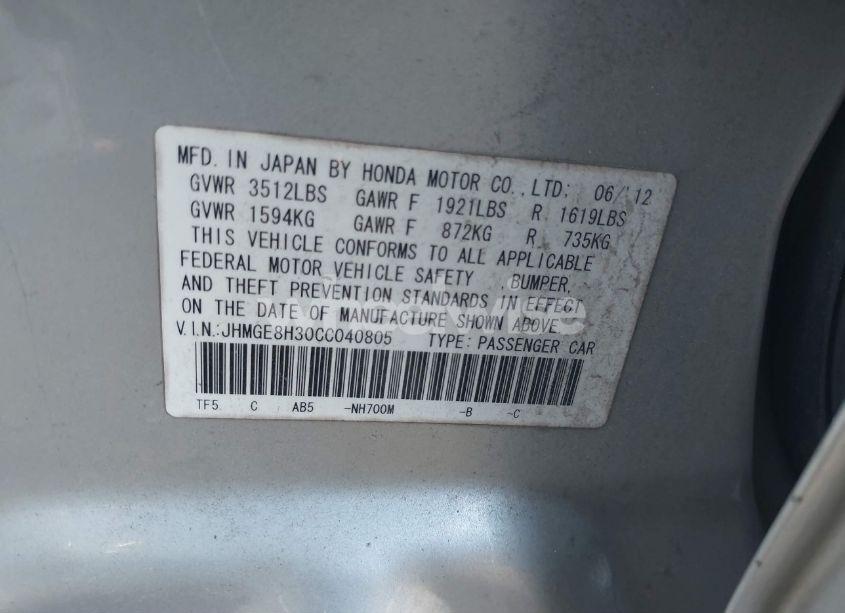 MFD. IN JAPAN BY HONDA MOTOR CO., LTD: 06/'12
GVWR 3512LBS GAWR F 1921LBS R 1619LBS
GVWR 1594KG GAWR F 872KG R 735KG
THIS VEHICLE CONFORMS TO ALL APPLICABLE
FEDERAL MOTOR VEHICLE SAFETY , BUMPER,
AND THEFT PREVENTION STANDARDS IN EFFECT
ON THE DATE OF MANUFACTURE SHOWN ABOVE
V.I.N.:JHMGE8H30CC040805 TYPE: PASSENGER CAR
TF5 C AB5 -NH700M -B -C